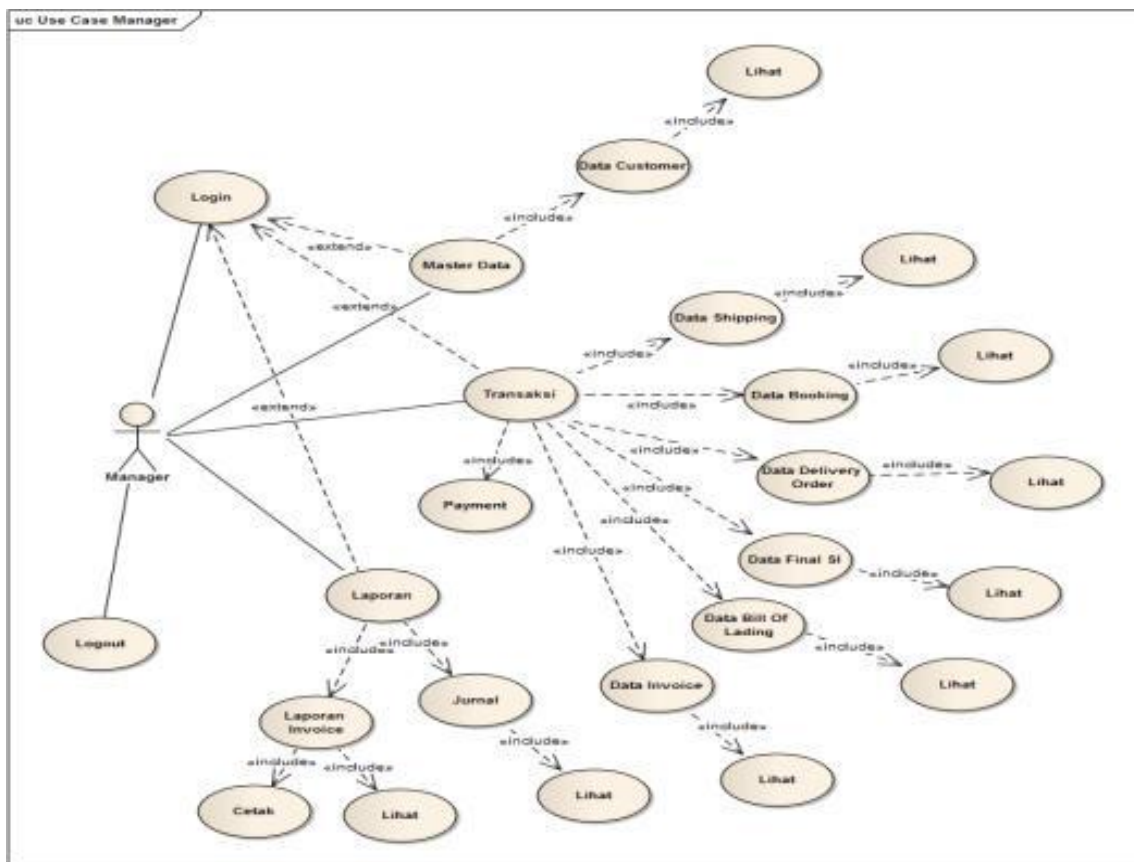 uc Use Case Manager
Lihat
«include»
Data Customer
Login
«include»
«extend»
Master Data
Lihat
«include»
«extend»
Data Shipping
«include»
Lihat
«include»
Transaksi
Data Booking
«include»
«extend»
Manager
«include»
«include»
Data Delivery
Order
«include»
Lihat
Payment
«include»
«include»
«include»
Data Final SI
«include»
Lihat
Laporan
Data Bill Of
Lading
Logout
«include»
«include»
«include»
Data Invoice
Lihat
Jurnal
Laporan
Invoice
«include»
«include»
«include»
«include»
Lihat
Lihat
Cetak
Lihat